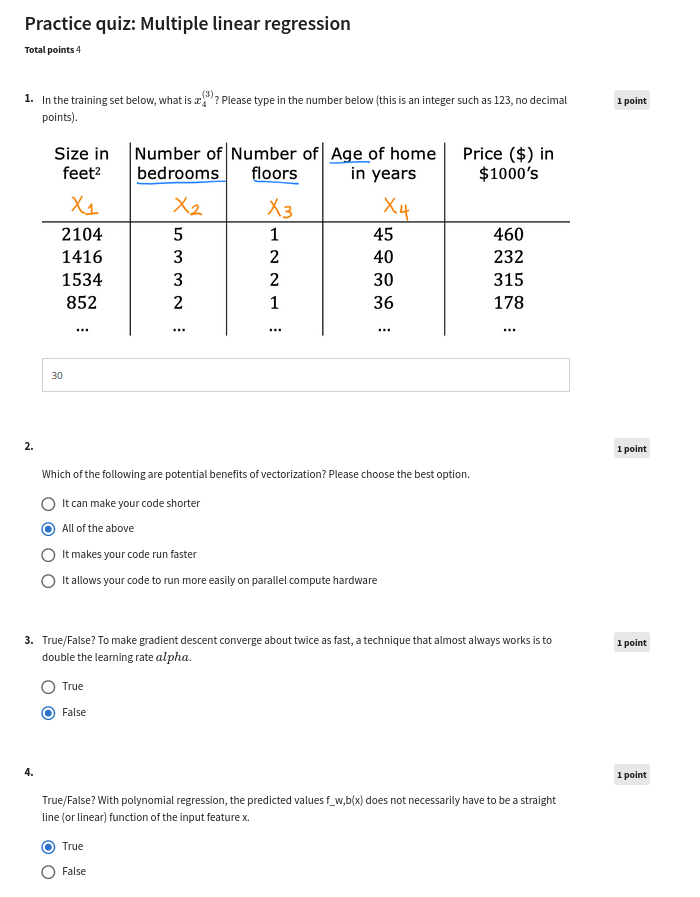 Practice quiz: Multiple linear regression
Total points 4
1. In the training set below, what is x₄⁽³⁾? Please type in the number below (this is an integer such as 123, no decimal
points).
1 point
Size in Number of Number of Age of home Price ($) in
feet² bedrooms floors in years $1000's
X1 X2 X3 X4
2104 5 1 45 460
1416 3 2 40 232
1534 3 2 30 315
852 2 1 36 178
... ... ... ... ...
30
2.
1 point
Which of the following are potential benefits of vectorization? Please choose the best option.
It can make your code shorter
All of the above
It makes your code run faster
It allows your code to run more easily on parallel compute hardware
3. True/False? To make gradient descent converge about twice as fast, a technique that almost always works is to
double the learning rate alpha.
1 point
True
False
4.
1 point
True/False? With polynomial regression, the predicted values f_w,b(x) does not necessarily have to be a straight
line (or linear) function of the input feature x.
True
False